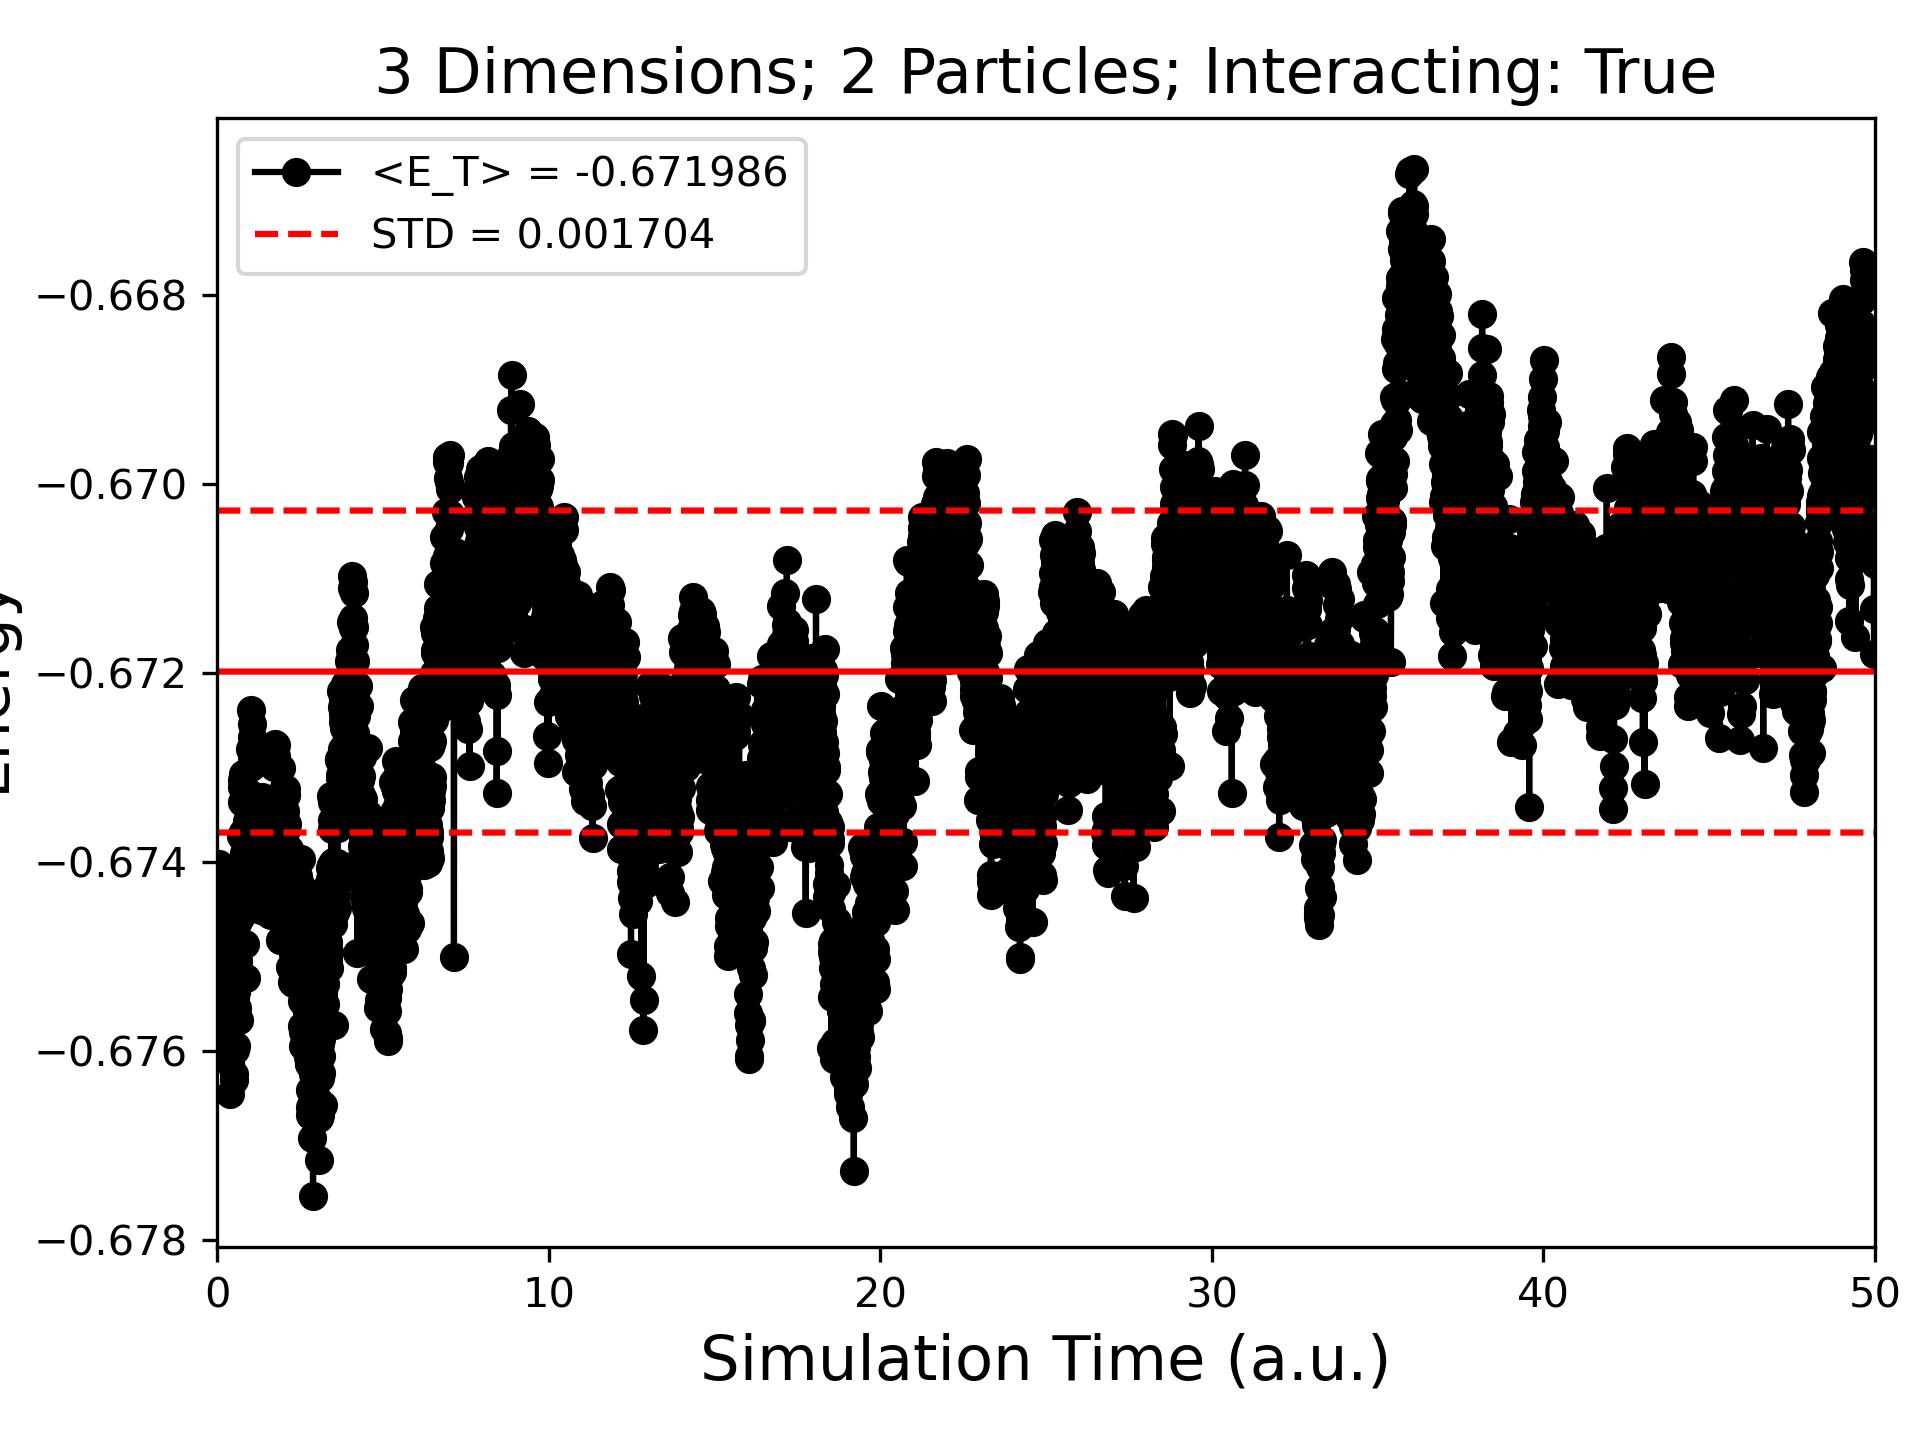 3 Dimensions; 2 Particles; Interacting: True
<E_T> = -0.671986
STD = 0.001704
−0.668
−0.670
−0.672
−0.674
−0.676
−0.678
Energy
0 10 20 30 40 50
Simulation Time (a.u.)